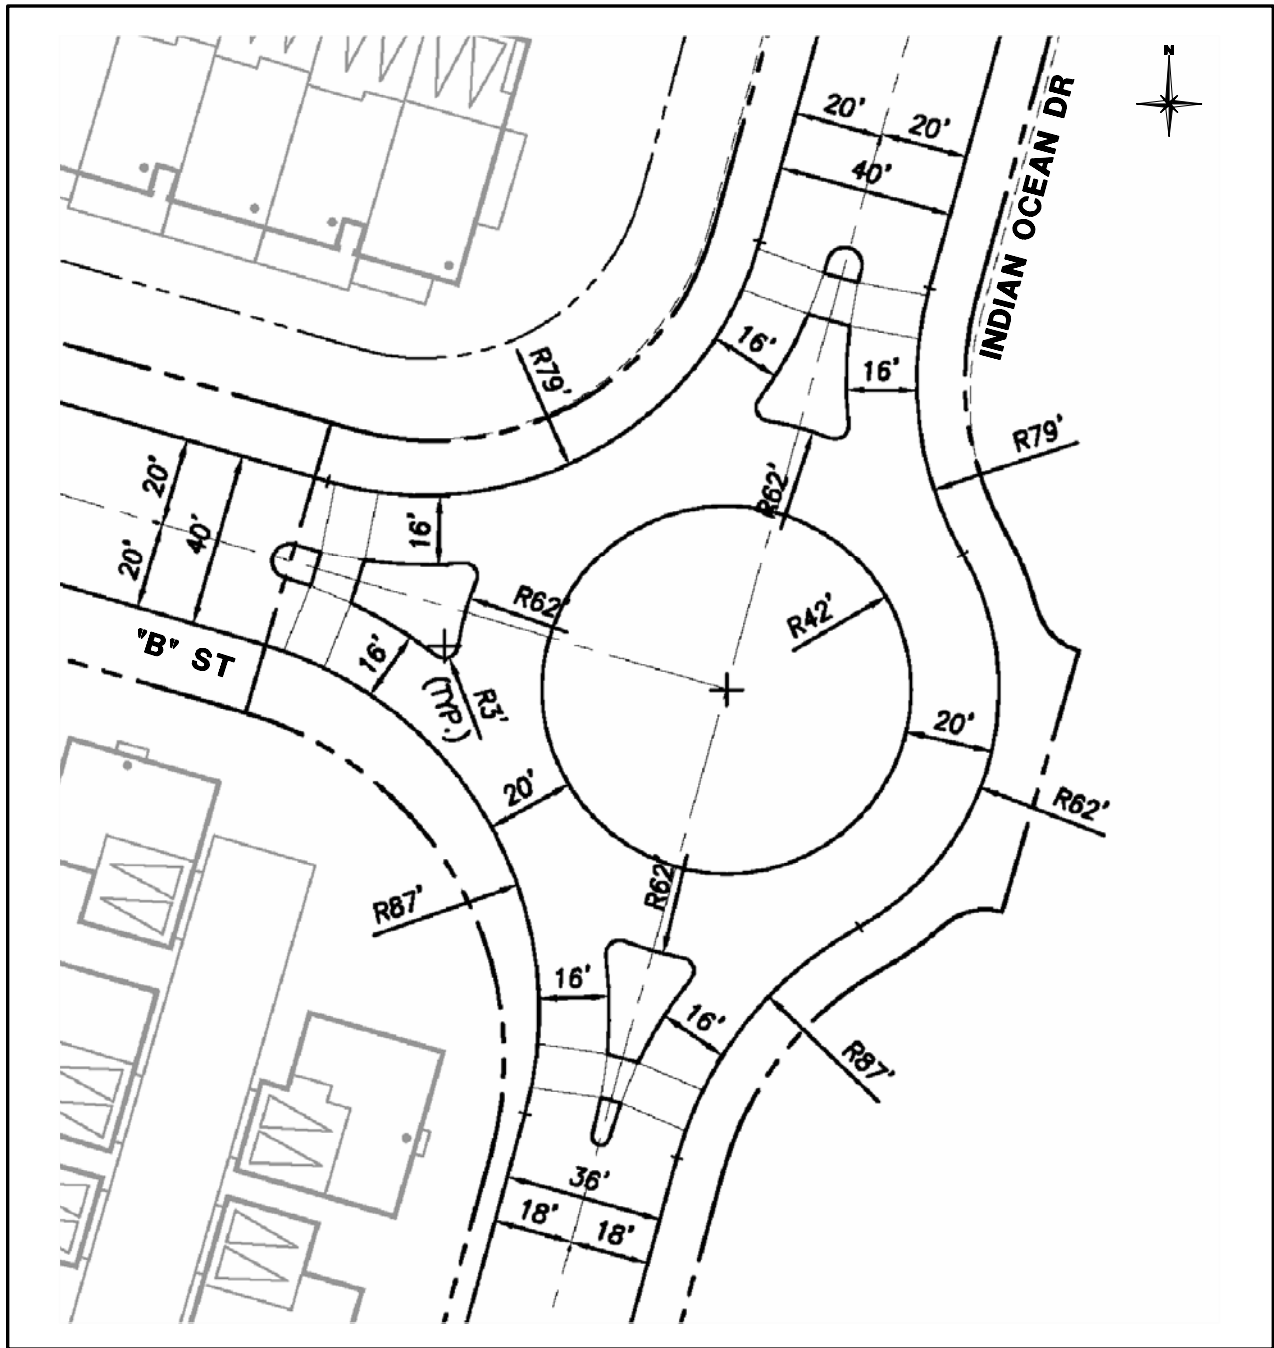 N
20'
20'
40'
INDIAN OCEAN DR
16'
16'
R79'
R79'
R62'
20'
40'
20'
16'
R62'
R42'
"B" ST
16'
R3'
(TYP.)
20'
20'
R62'
R62'
R87'
16'
16'
R87'
36'
18'
18'